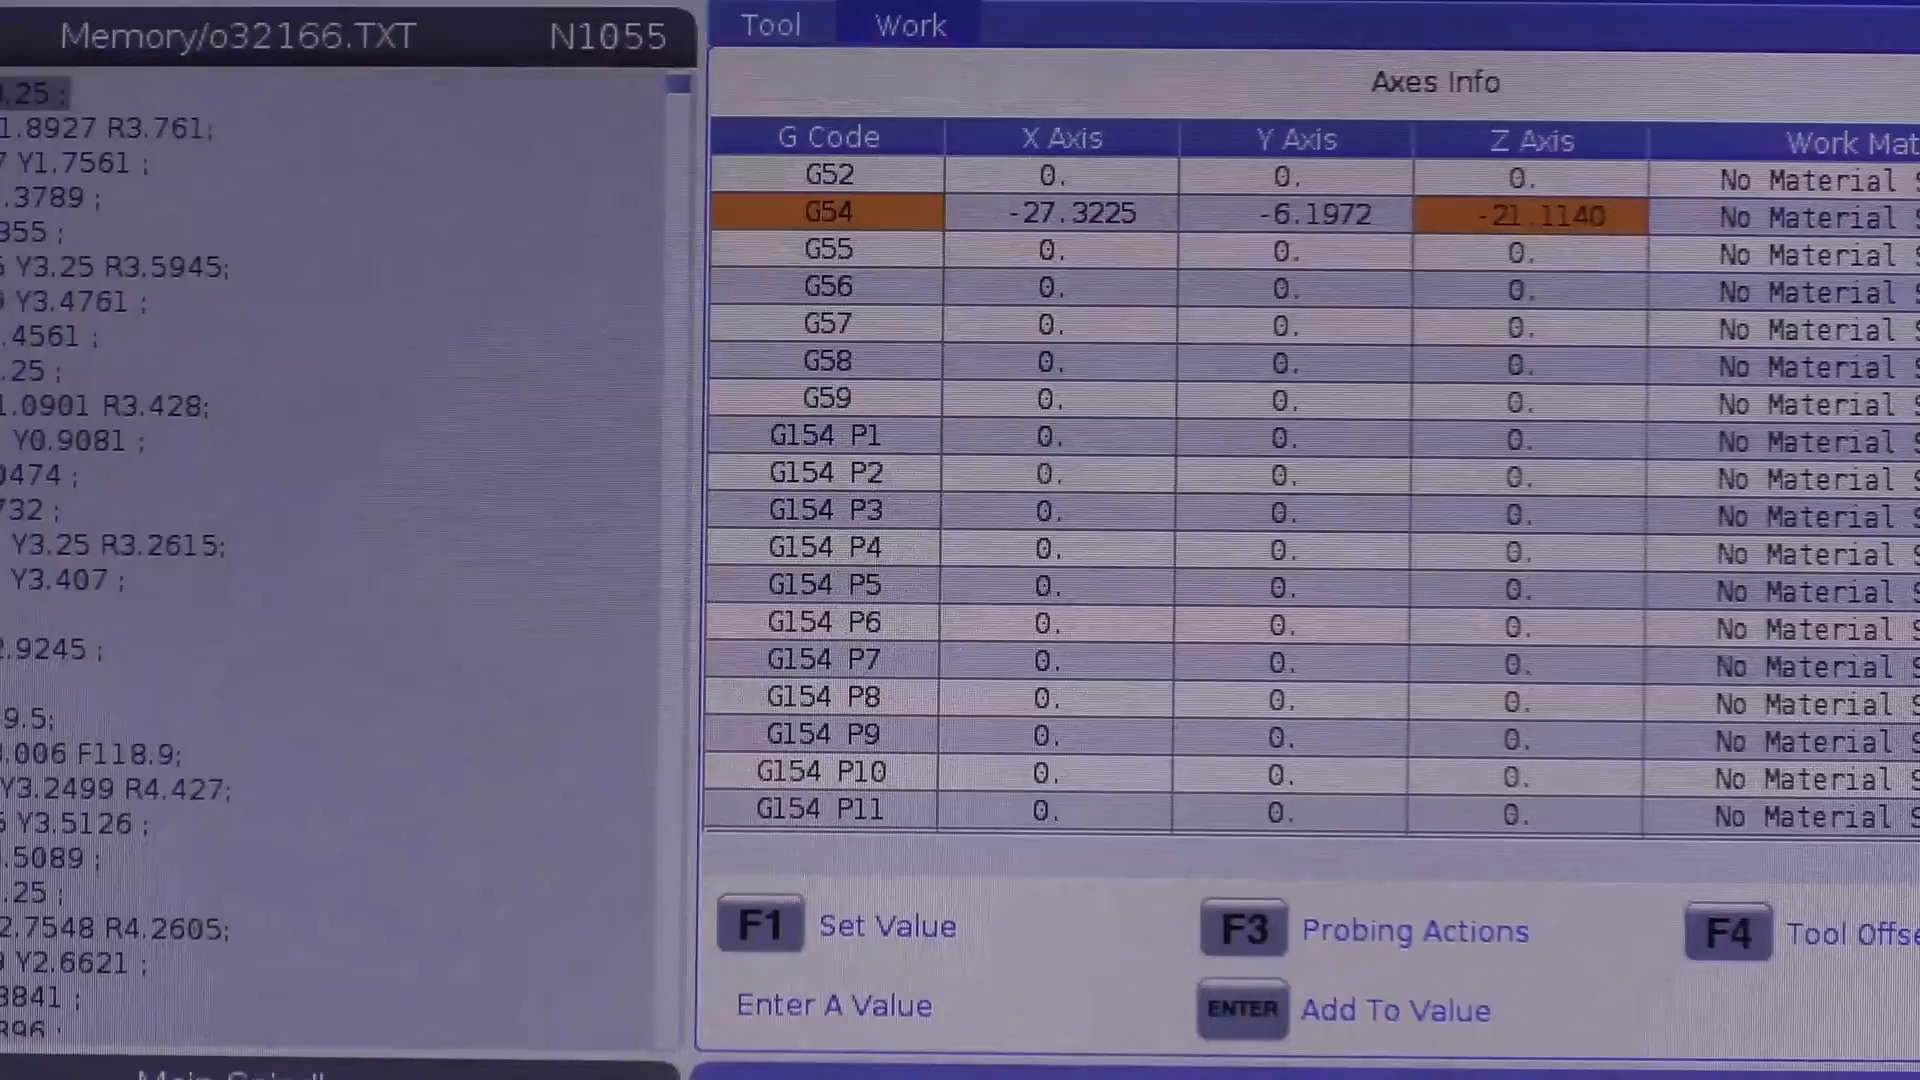 Memory/o32166.TXT N1055
.25 ;
1.8927 R3.761;
Y1.7561 ;
.3789 ;
355 ;
Y3.25 R3.5945;
Y3.4761 ;
.4561 ;
.25 ;
1.0901 R3.428;
Y0.9081 ;
0474 ;
732 ;
Y3.25 R3.2615;
Y3.407 ;
2.9245 ;
9.5;
.006 F118.9;
Y3.2499 R4.427;
Y3.5126 ;
.5089 ;
.25 ;
2.7548 R4.2605;
Y2.6621 ;
3841 ;
896 ;
Tool Work
Axes Info
G Code X Axis Y Axis Z Axis Work Mat
G52 0. 0. 0. No Material S
G54 -27.3225 -6.1972 -21.1140 No Material S
G55 0. 0. 0. No Material S
G56 0. 0. 0. No Material S
G57 0. 0. 0. No Material S
G58 0. 0. 0. No Material S
G59 0. 0. 0. No Material S
G154 P1 0. 0. 0. No Material S
G154 P2 0. 0. 0. No Material S
G154 P3 0. 0. 0. No Material S
G154 P4 0. 0. 0. No Material S
G154 P5 0. 0. 0. No Material S
G154 P6 0. 0. 0. No Material S
G154 P7 0. 0. 0. No Material S
G154 P8 0. 0. 0. No Material S
G154 P9 0. 0. 0. No Material S
G154 P10 0. 0. 0. No Material S
G154 P11 0. 0. 0. No Material S
F1 Set Value F3 Probing Actions F4 Tool Offse
Enter A Value ENTER Add To Value